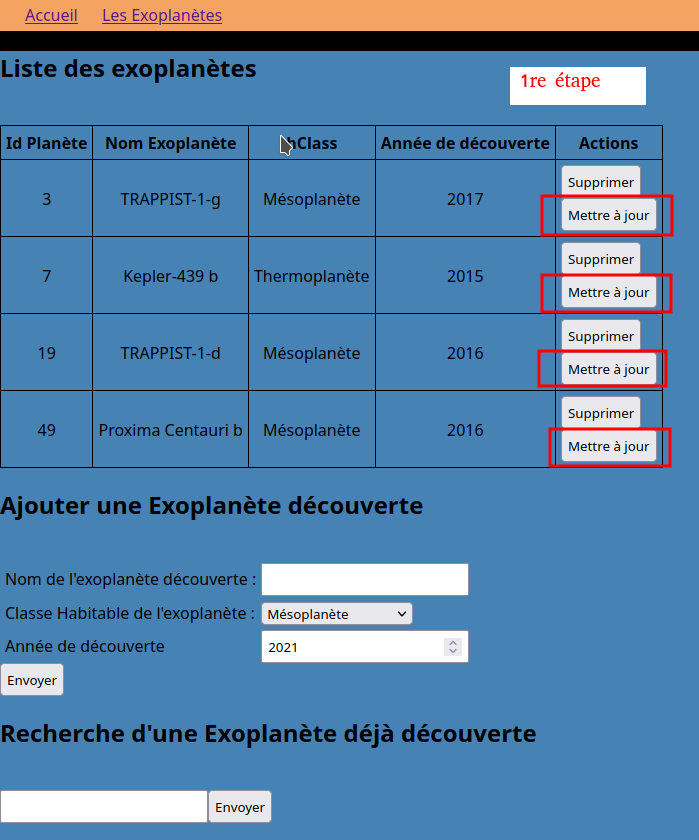 Accueil Les Exoplanètes
Liste des exoplanètes
1re étape
Id Planète Nom Exoplanète hClass Année de découverte Actions
3 TRAPPIST-1-g Mésoplanète 2017 Supprimer
Mettre à jour
7 Kepler-439 b Thermoplanète 2015 Supprimer
Mettre à jour
19 TRAPPIST-1-d Mésoplanète 2016 Supprimer
Mettre à jour
49 Proxima Centauri b Mésoplanète 2016 Supprimer
Mettre à jour
Ajouter une Exoplanète découverte
Nom de l'exoplanète découverte :
Classe Habitable de l'exoplanète : Mésoplanète
Année de découverte 2021
Envoyer
Recherche d'une Exoplanète déjà découverte
Envoyer